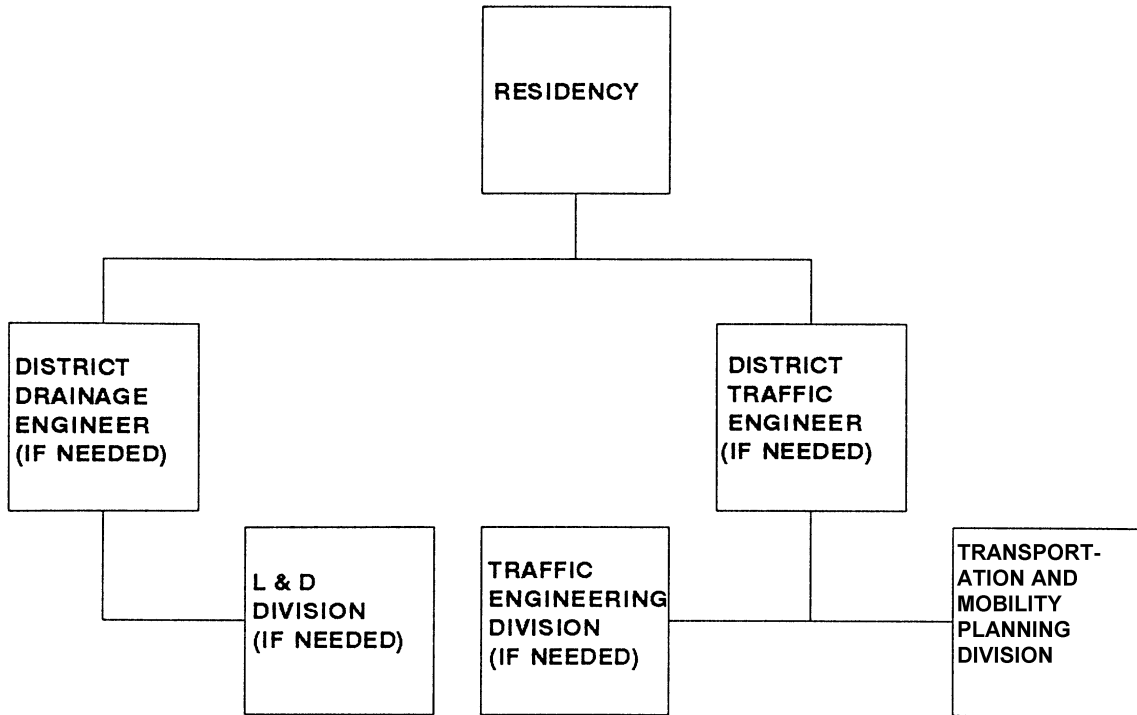 RESIDENCY
DISTRICT
DRAINAGE
ENGINEER
(IF NEEDED)
DISTRICT
TRAFFIC
ENGINEER
(IF NEEDED)
L & D
DIVISION
(IF NEEDED)
TRAFFIC
ENGINEERING
DIVISION
(IF NEEDED)
TRANSPORT-
ATION AND
MOBILITY
PLANNING
DIVISION